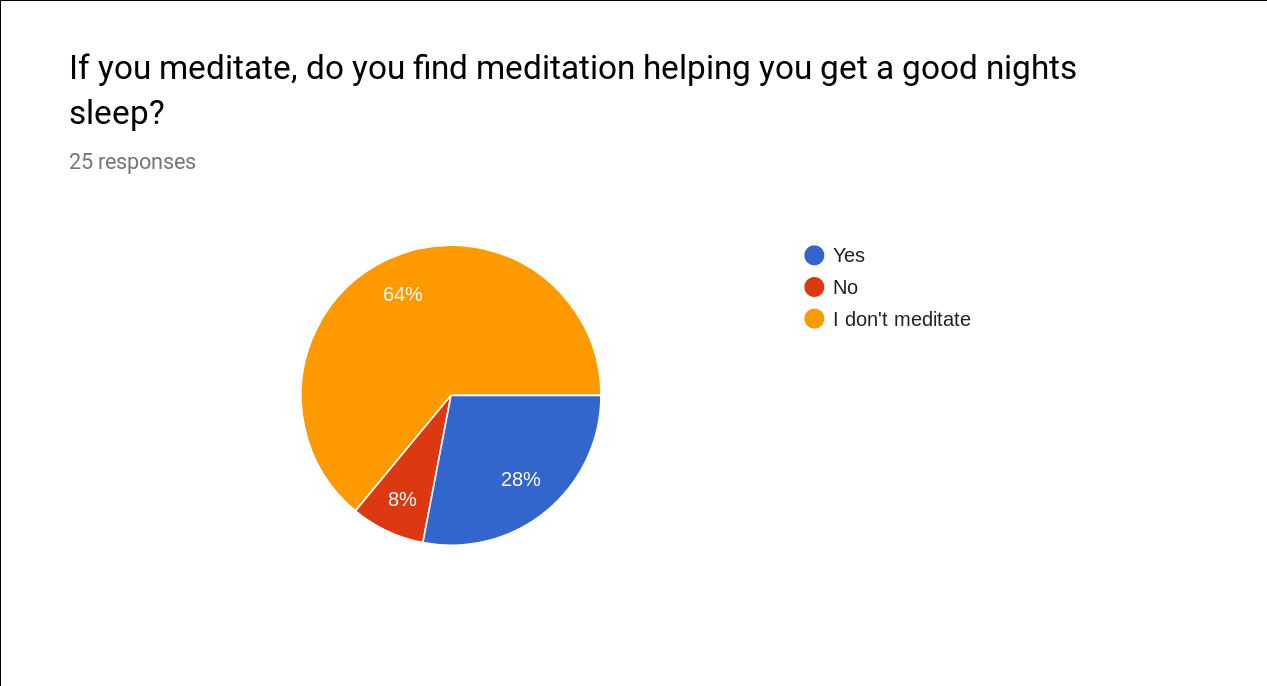 If you meditate, do you find meditation helping you get a good nights
sleep?
25 responses
64%
28%
8%
Yes
No
I don't meditate